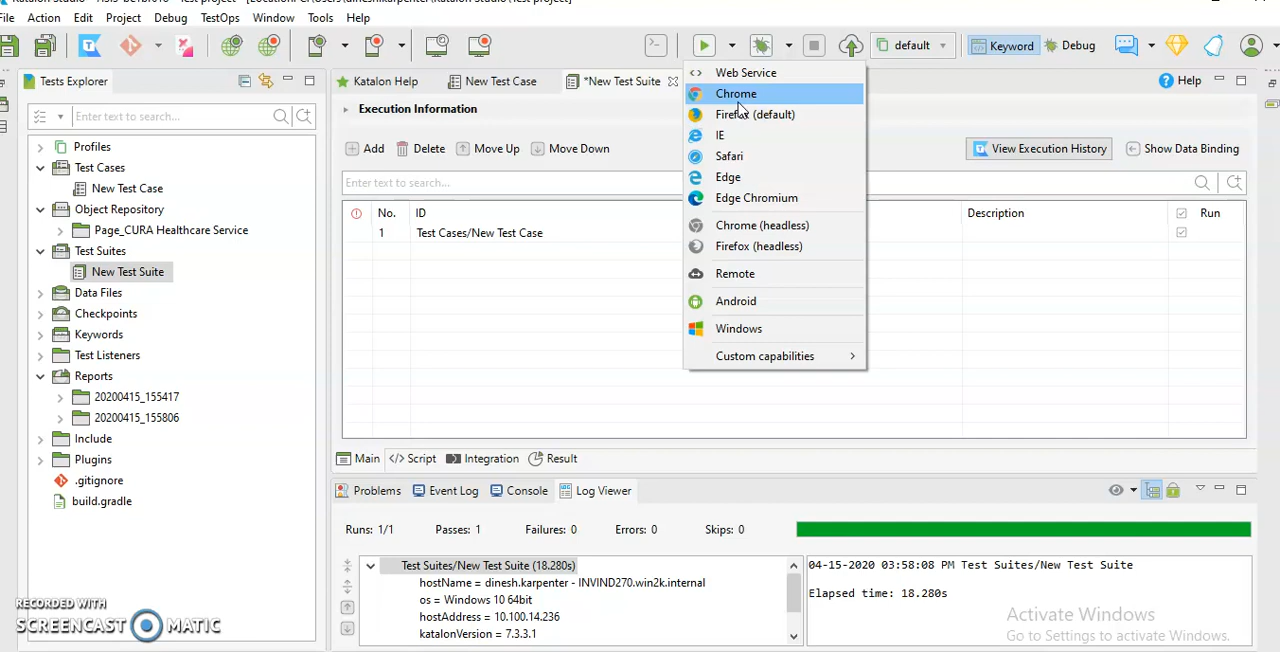 File Action Edit Project Debug TestOps Window Tools Help
default Keyword Debug
Tests Explorer
Katalon Help New Test Case *New Test Suite Help
Enter text to search...
Profiles
Test Cases
New Test Case
Object Repository
Page_CURA Healthcare Service
Test Suites
New Test Suite
Data Files
Checkpoints
Keywords
Test Listeners
Reports
20200415_155417
20200415_155806
Include
Plugins
.gitignore
build.gradle
Execution Information
Add Delete Move Up Move Down View Execution History Show Data Binding
Enter text to search...
No. ID Description Run
1 Test Cases/New Test Case
Web Service
Chrome
Firefox (default)
IE
Safari
Edge
Edge Chromium
Chrome (headless)
Firefox (headless)
Remote
Android
Windows
Custom capabilities
Main Script Integration Result
Problems Event Log Console Log Viewer
Runs: 1/1 Passes: 1 Failures: 0 Errors: 0 Skips: 0
Test Suites/New Test Suite (18.280s)
hostName = dinesh.karpenter - INVIND270.win2k.internal
os = Windows 10 64bit
hostAddress = 10.100.14.236
katalonVersion = 7.3.3.1
04-15-2020 03:58:08 PM Test Suites/New Test Suite
Elapsed time: 18.280s
Activate Windows
Go to Settings to activate Windows.
RECORDED WITH
SCREENCAST MATIC